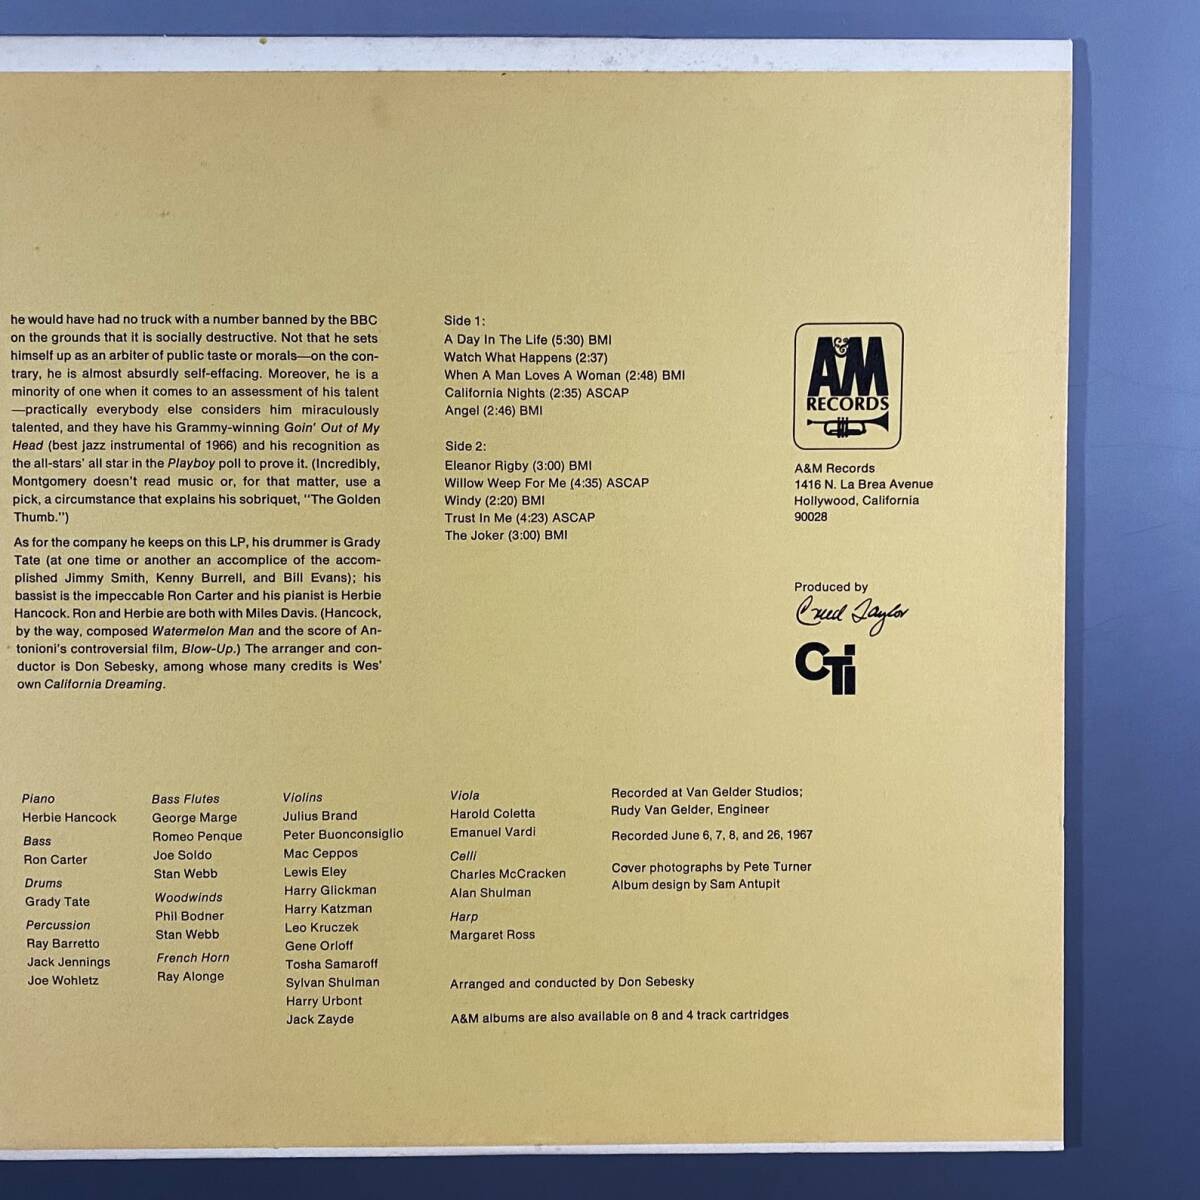 he would have had no truck with a number banned by the BBC
on the grounds that it is socially destructive. Not that he sets
himself up as an arbiter of public taste or morals—on the con-
trary, he is almost absurdly self-effacing. Moreover, he is a
minority of one when it comes to an assessment of his talent
—practically everybody else considers him miraculously
talented, and they have his Grammy-winning Goin' Out of My
Head (best jazz instrumental of 1966) and his recognition as
the all-stars' all star in the Playboy poll to prove it. (Incredibly,
Montgomery doesn't read music or, for that matter, use a
pick, a circumstance that explains his sobriquet, "The Golden
Thumb.")
As for the company he keeps on this LP, his drummer is Grady
Tate (at one time or another an accomplice of the accom-
plished Jimmy Smith, Kenny Burrell, and Bill Evans); his
bassist is the impeccable Ron Carter and his pianist is Herbie
Hancock. Ron and Herbie are both with Miles Davis. (Hancock,
by the way, composed Watermelon Man and the score of An-
tonioni's controversial film, Blow-Up.) The arranger and con-
ductor is Don Sebesky, among whose many credits is Wes'
own California Dreaming.
Side 1:
A Day In The Life (5:30) BMI
Watch What Happens (2:37)
When A Man Loves A Woman (2:48) BMI
California Nights (2:35) ASCAP
Angel (2:46) BMI
Side 2:
Eleanor Rigby (3:00) BMI
Willow Weep For Me (4:35) ASCAP
Windy (2:20) BMI
Trust In Me (4:23) ASCAP
The Joker (3:00) BMI
A&M
RECORDS
A&M Records
1416 N. La Brea Avenue
Hollywood, California
90028
Produced by
Creed Taylor
CTi
Piano
Herbie Hancock
Bass
Ron Carter
Drums
Grady Tate
Percussion
Ray Barretto
Jack Jennings
Joe Wohletz
Bass Flutes
George Marge
Romeo Penque
Joe Soldo
Stan Webb
Woodwinds
Phil Bodner
Stan Webb
French Horn
Ray Alonge
Violins
Julius Brand
Peter Buonconsiglio
Mac Ceppos
Lewis Eley
Harry Glickman
Harry Katzman
Leo Kruczek
Gene Orloff
Tosha Samaroff
Sylvan Shulman
Harry Urbont
Jack Zayde
Viola
Harold Coletta
Emanuel Vardi
Celli
Charles McCracken
Alan Shulman
Harp
Margaret Ross
Recorded at Van Gelder Studios;
Rudy Van Gelder, Engineer
Recorded June 6, 7, 8, and 26, 1967
Cover photographs by Pete Turner
Album design by Sam Antupit
Arranged and conducted by Don Sebesky
A&M albums are also available on 8 and 4 track cartridges